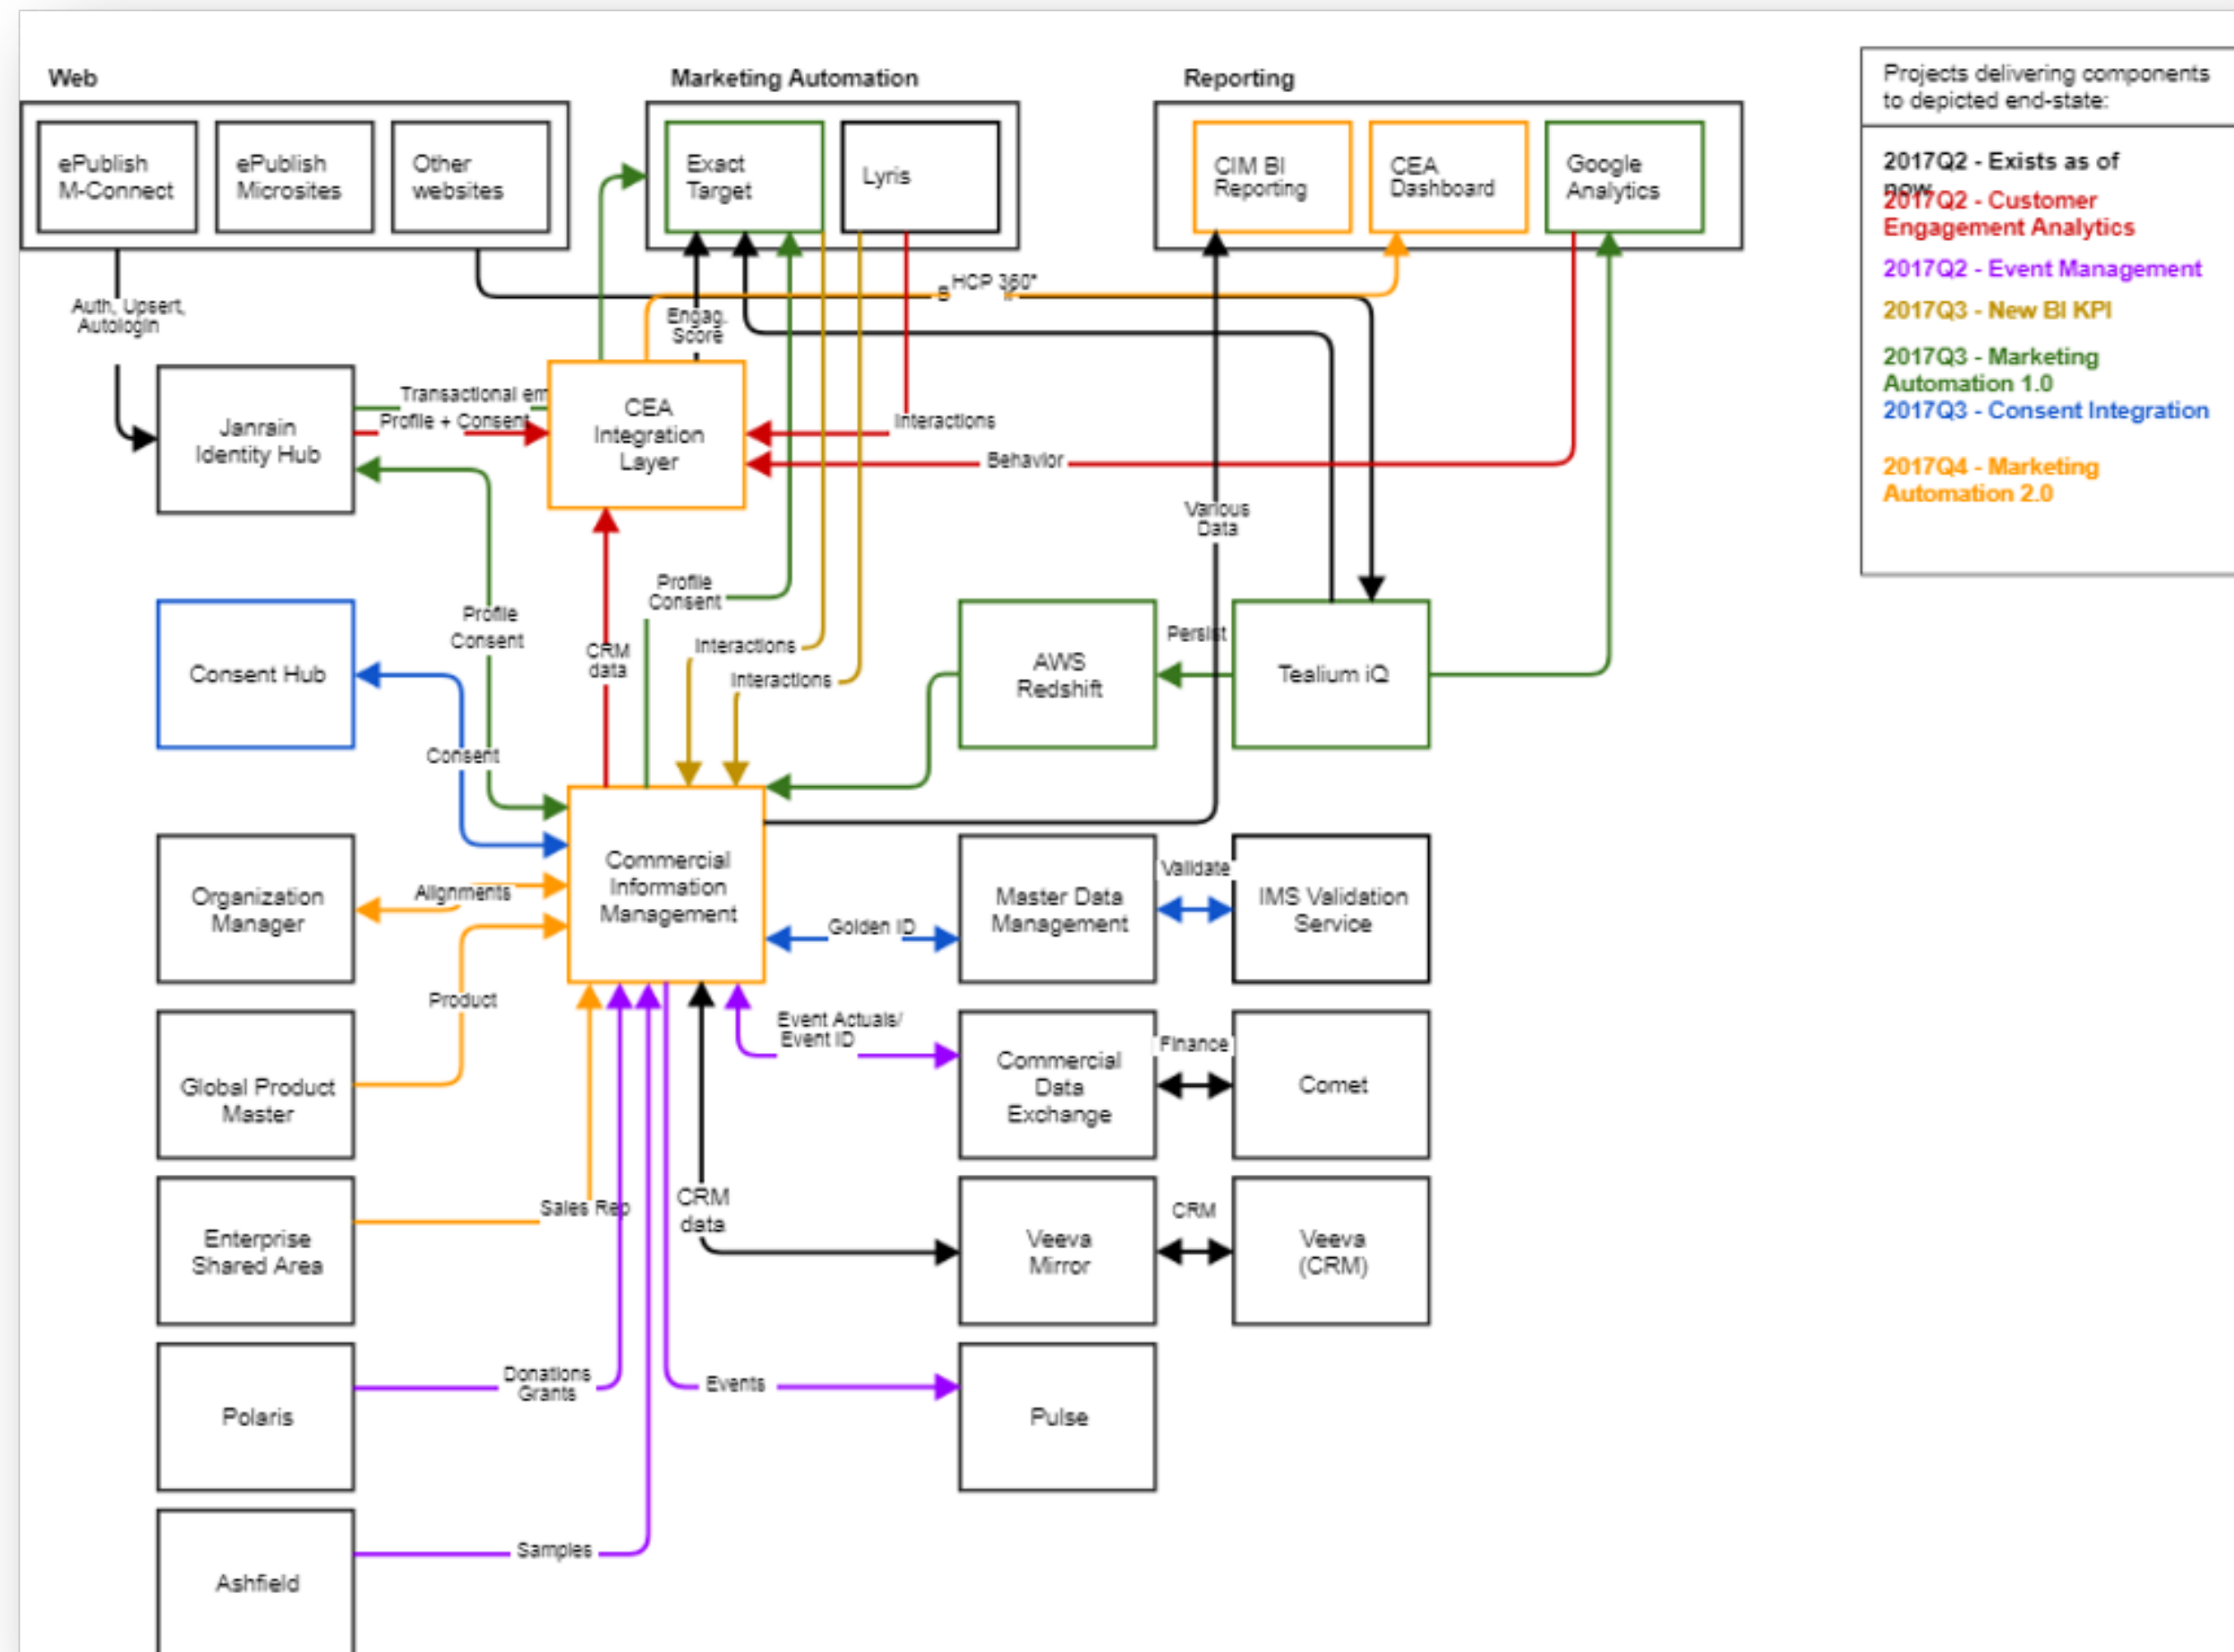 Web
Marketing Automation
Reporting
ePublish
M-Connect
ePublish
Microsites
Other
websites
Exact
Target
Lyris
CIM BI
Reporting
CEA
Dashboard
Google
Analytics
Projects delivering components
to depicted end-state:
2017Q2 - Exists as of
now
2017Q2 - Customer
Engagement Analytics
2017Q2 - Event Management
2017Q3 - New BI KPI
2017Q3 - Marketing
Automation 1.0
2017Q3 - Consent Integration
2017Q4 - Marketing
Automation 2.0
HCP 360°
Auth, Upsert,
Autologin
Engag.
Score
Transactional em
Profile + Consent
Janrain
Identity Hub
CEA
Integration
Layer
Interactions
Behavior
Various
Data
Profile
Consent
Profile
Consent
CRM
data
Interactions
Interactions
Consent Hub
AWS
Redshift
Persist
Tealium iQ
Consent
Organization
Manager
Alignments
Commercial
Information
Management
Golden ID
Master Data
Management
Validate
IMS Validation
Service
Product
Global Product
Master
Event Actuals/
Event ID
Commercial
Data
Exchange
Finance
Comet
Enterprise
Shared Area
Sales Rep
CRM
data
Veeva
Mirror
CRM
Veeva
(CRM)
Polaris
Donations
Grants
Events
Pulse
Ashfield
Samples